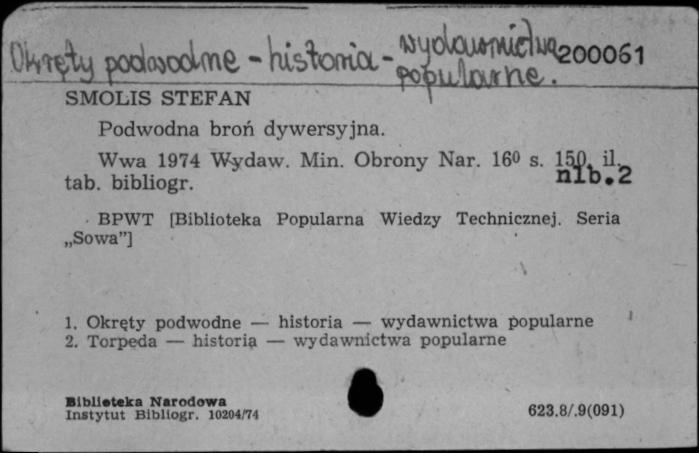 Okręty podwodne - historia - wydawnictwa
popularne.
200061
SMOLIS STEFAN
Podwodna broń dywersyjna.
Wwa 1974 Wydaw. Min. Obrony Nar. 16⁰ s. 150, il.
tab. bibliogr. nlb.2
BPWT [Biblioteka Popularna Wiedzy Technicznej. Seria
„Sowa”]
1. Okręty podwodne — historia — wydawnictwa popularne
2. Torpeda — historia — wydawnictwa popularne
Biblioteka Narodowa
Instytut Bibliogr. 10204/74
623.8/.9(091)